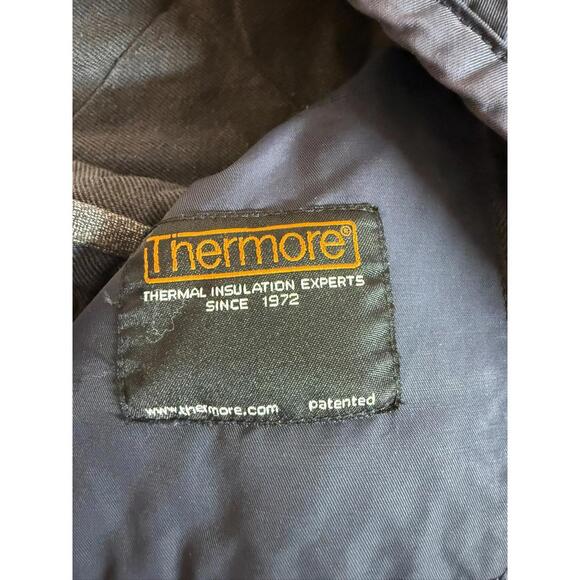 Thermore®
THERMAL INSULATION EXPERTS
SINCE 1972
www.thermore.com patented